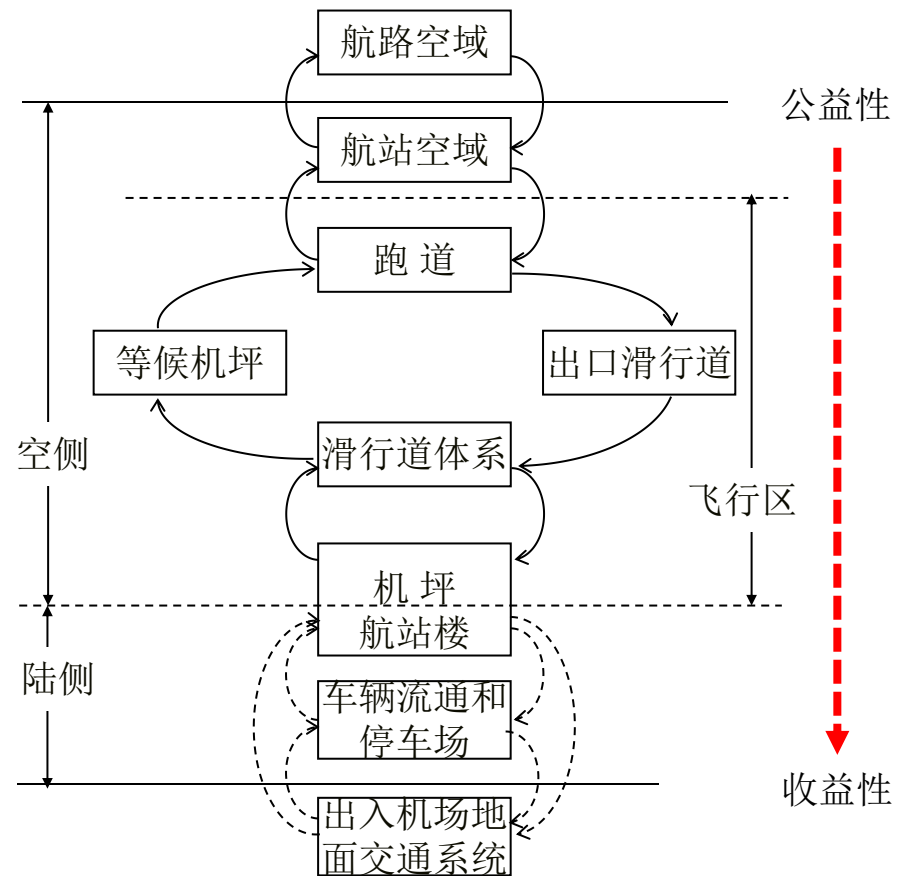 航路空域
公益性
航站空域
跑 道
等候机坪
出口滑行道
空侧
滑行道体系
飞行区
机 坪
航站楼
陆侧
车辆流通和
停车场
收益性
出入机场地
面交通系统